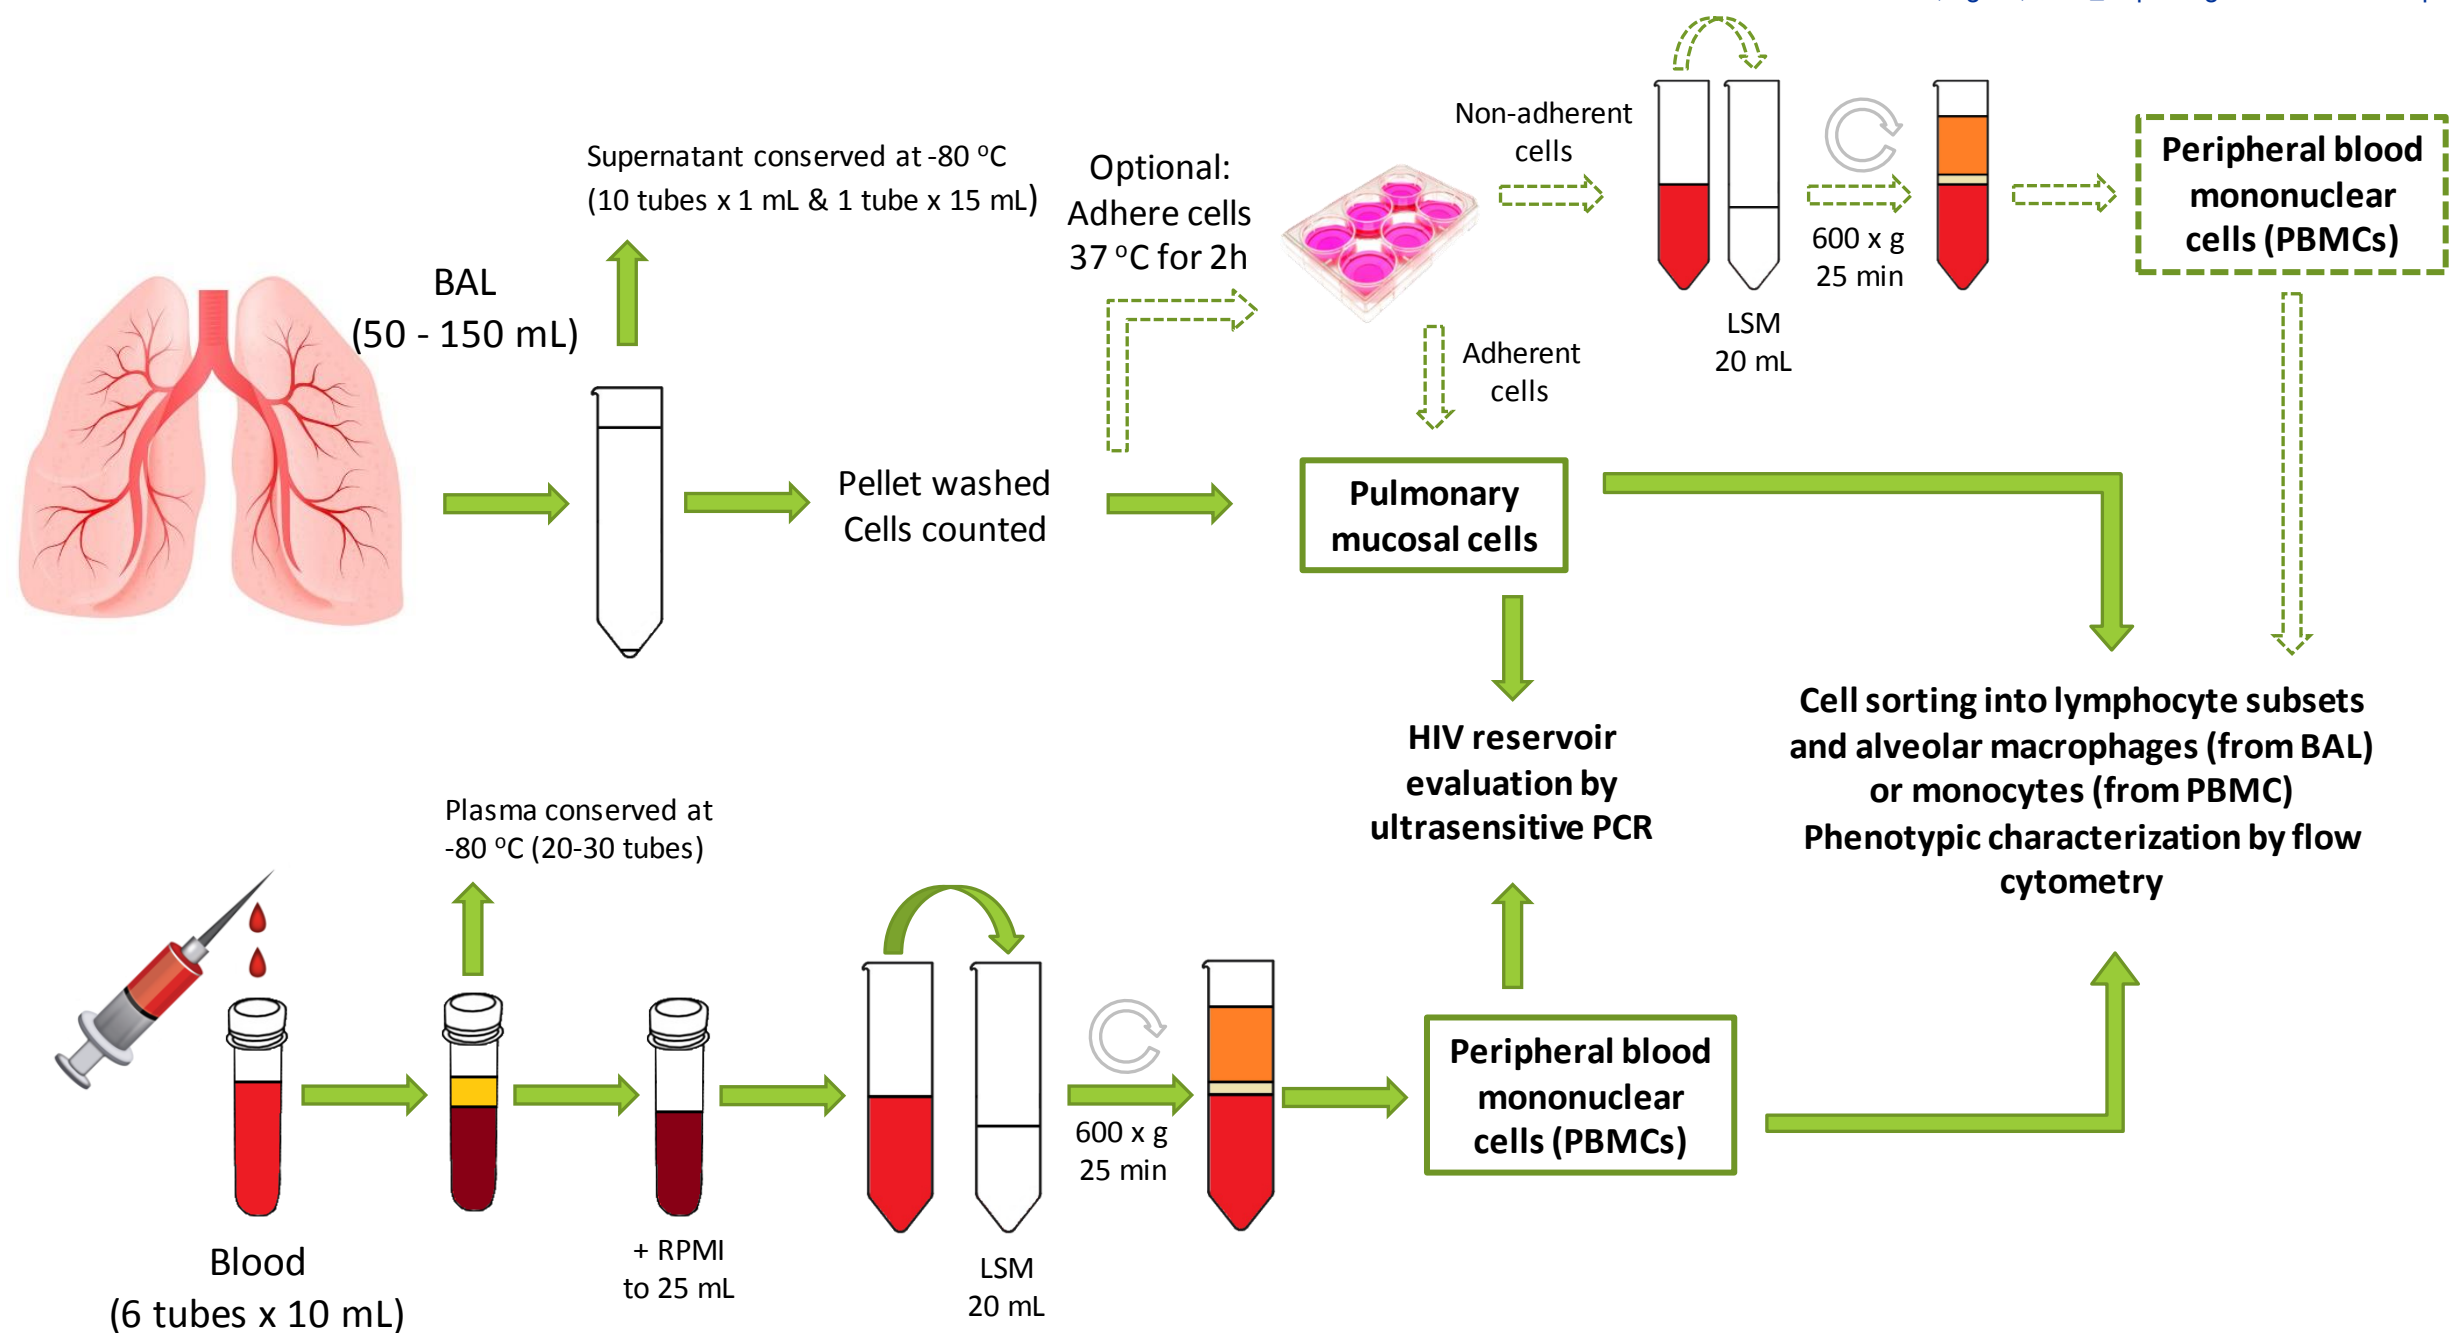 BAL
(50 - 150 mL)
Supernatant conserved at -80 °C
(10 tubes x 1 mL & 1 tube x 15 mL)
Pellet washed
Cells counted
Optional:
Adhere cells
37 °C for 2h
Non-adherent
cells
Adherent
cells
LSM
20 mL
600 x g
25 min
Peripheral blood
mononuclear
cells (PBMCs)
Pulmonary
mucosal cells
HIV reservoir
evaluation by
ultrasensitive PCR
Cell sorting into lymphocyte subsets
and alveolar macrophages (from BAL)
or monocytes (from PBMC)
Phenotypic characterization by flow
cytometry
Plasma conserved at
-80 °C (20-30 tubes)
Blood
(6 tubes x 10 mL)
+ RPMI
to 25 mL
LSM
20 mL
600 x g
25 min
Peripheral blood
mononuclear
cells (PBMCs)